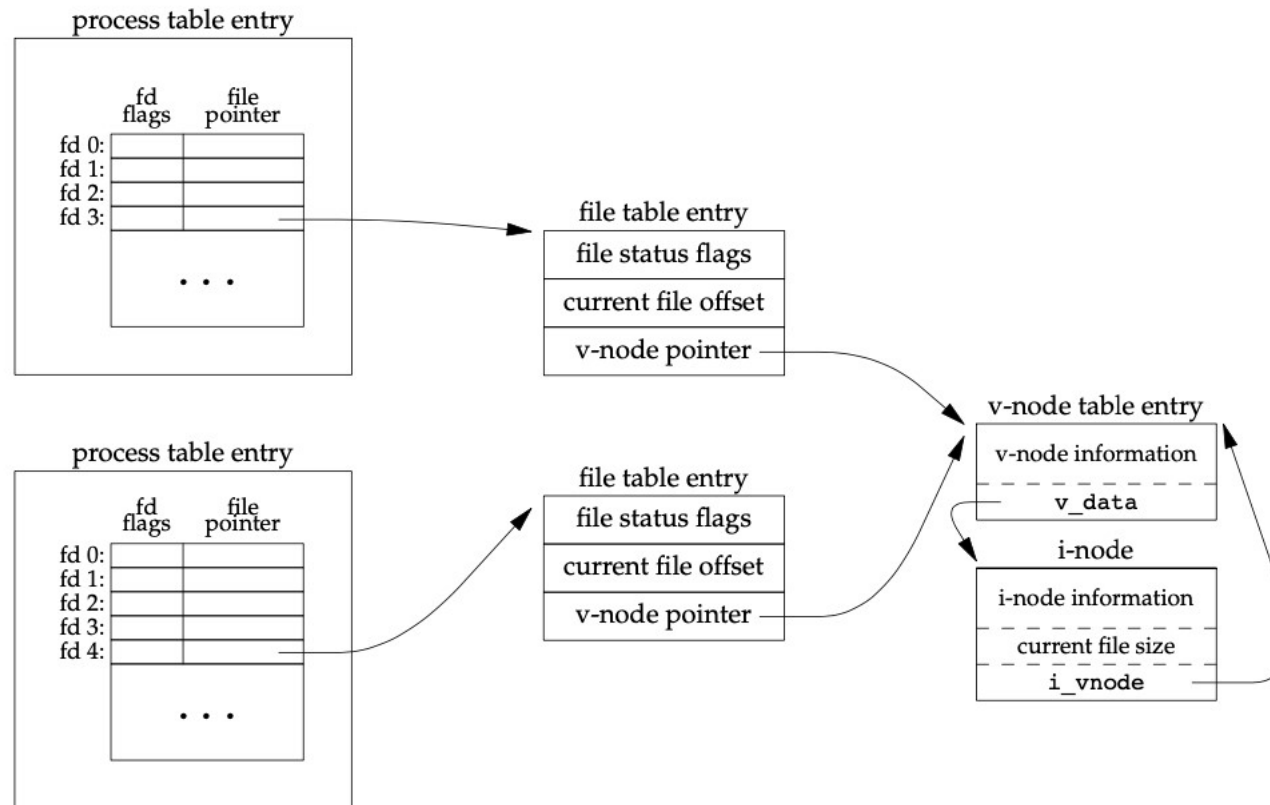 process table entry
fd file
flags pointer
fd 0:
fd 1:
fd 2:
fd 3:
. . .
file table entry
file status flags
current file offset
v-node pointer
process table entry
fd file
flags pointer
fd 0:
fd 1:
fd 2:
fd 3:
fd 4:
. . .
file table entry
file status flags
current file offset
v-node pointer
v-node table entry
v-node information
v_data
i-node
i-node information
current file size
i_vnode